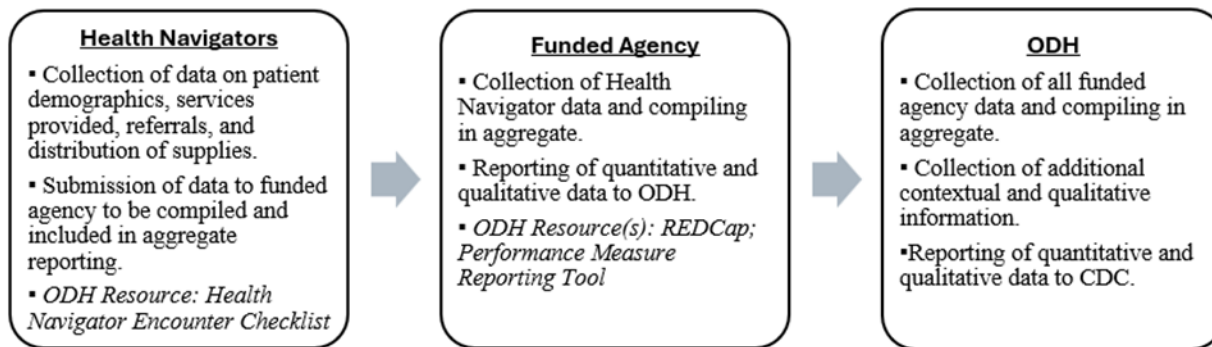 Health Navigators
▪ Collection of data on patient
demographics, services
provided, referrals, and
distribution of supplies.
▪ Submission of data to funded
agency to be compiled and
included in aggregate
reporting.
▪ ODH Resource: Health
Navigator Encounter Checklist
Funded Agency
▪ Collection of Health
Navigator data and compiling
in aggregate.
▪ Reporting of quantitative and
qualitative data to ODH.
▪ ODH Resource(s): REDCap;
Performance Measure
Reporting Tool
ODH
▪ Collection of all funded
agency data and compiling in
aggregate.
▪ Collection of additional
contextual and qualitative
information.
▪Reporting of quantitative and
qualitative data to CDC.